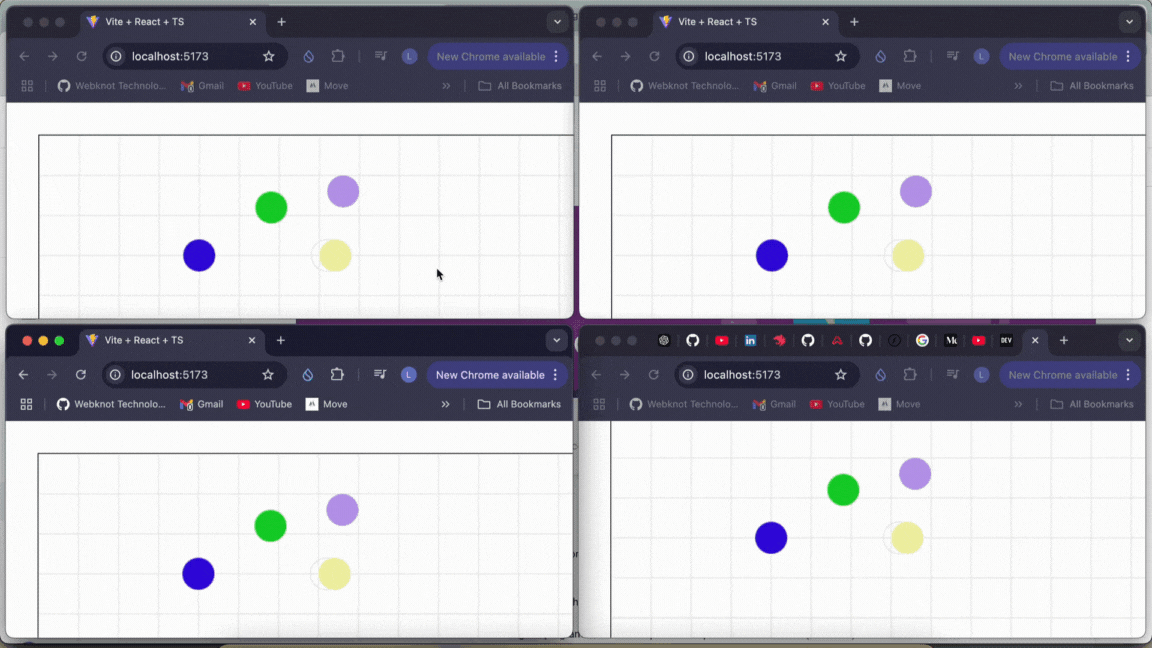 Vite + React + TS
localhost:5173
New Chrome available
Webknot Technolo...
Gmail
YouTube
Move
All Bookmarks
Vite + React + TS
localhost:5173
New Chrome available
Webknot Technolo...
Gmail
YouTube
Move
All Bookmarks
Vite + React + TS
localhost:5173
L
New Chrome available
Webknot Technolo...
Gmail
YouTube
Move
All Bookmarks
in
G
DEV
localhost:5173
New Chrome available
Webknot Technolo...
Gmail
YouTube
Move
All Bookmarks